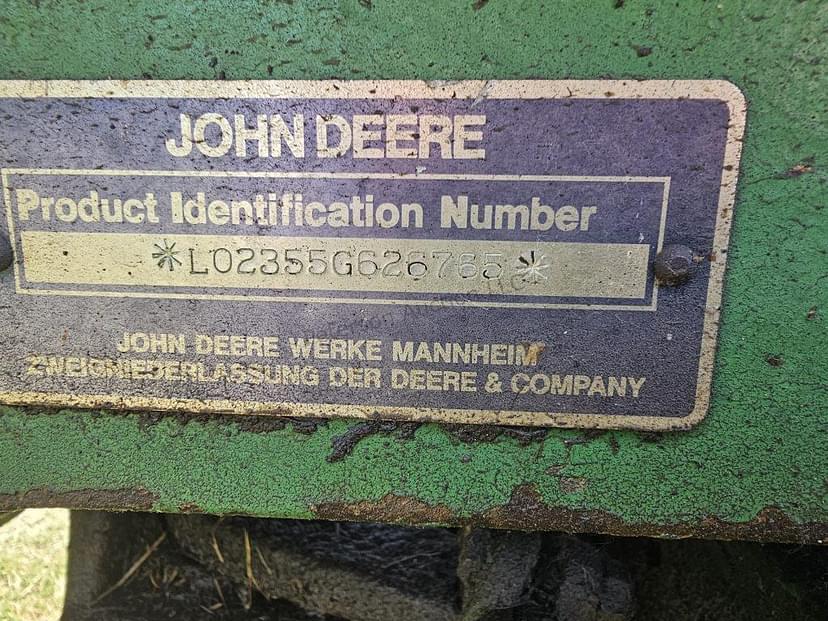 JOHN DEERE
Product Identification Number
*L02355G626765*
JOHN DEERE WERKE MANNHEIM
ZWEIGNIEDERLASSUNG DER DEERE & COMPANY